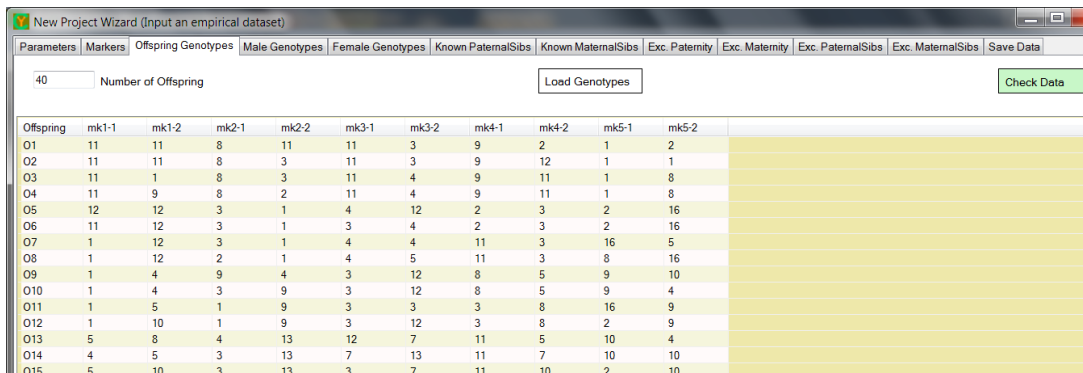 New Project Wizard (Input an empirical dataset)
Parameters Markers Offspring Genotypes Male Genotypes Female Genotypes Known PaternalSibs Known MaternalSibs Exc. Paternity Exc. Maternity Exc. PaternalSibs Exc. MaternalSibs Save Data
40 Number of Offspring Load Genotypes Check Data
Offspring mk1-1 mk1-2 mk2-1 mk2-2 mk3-1 mk3-2 mk4-1 mk4-2 mk5-1 mk5-2
O1 11 11 8 11 11 3 9 2 1 2
O2 11 11 8 3 11 3 9 12 1 1
O3 11 1 8 3 11 4 9 11 1 8
O4 11 9 8 2 11 4 9 11 1 8
O5 12 12 3 1 4 12 2 3 2 16
O6 11 12 3 1 3 4 2 3 2 16
O7 1 12 3 1 4 4 11 3 16 5
O8 1 12 2 1 4 5 11 3 8 16
O9 1 4 9 4 3 12 8 5 9 10
O10 1 4 3 9 3 12 8 5 9 4
O11 1 5 1 9 3 3 3 8 16 9
O12 1 10 1 9 3 12 3 8 2 9
O13 5 8 4 13 12 7 11 5 10 4
O14 4 5 3 13 7 13 11 7 10 10
O15 5 10 3 13 3 7 11 10 2 10